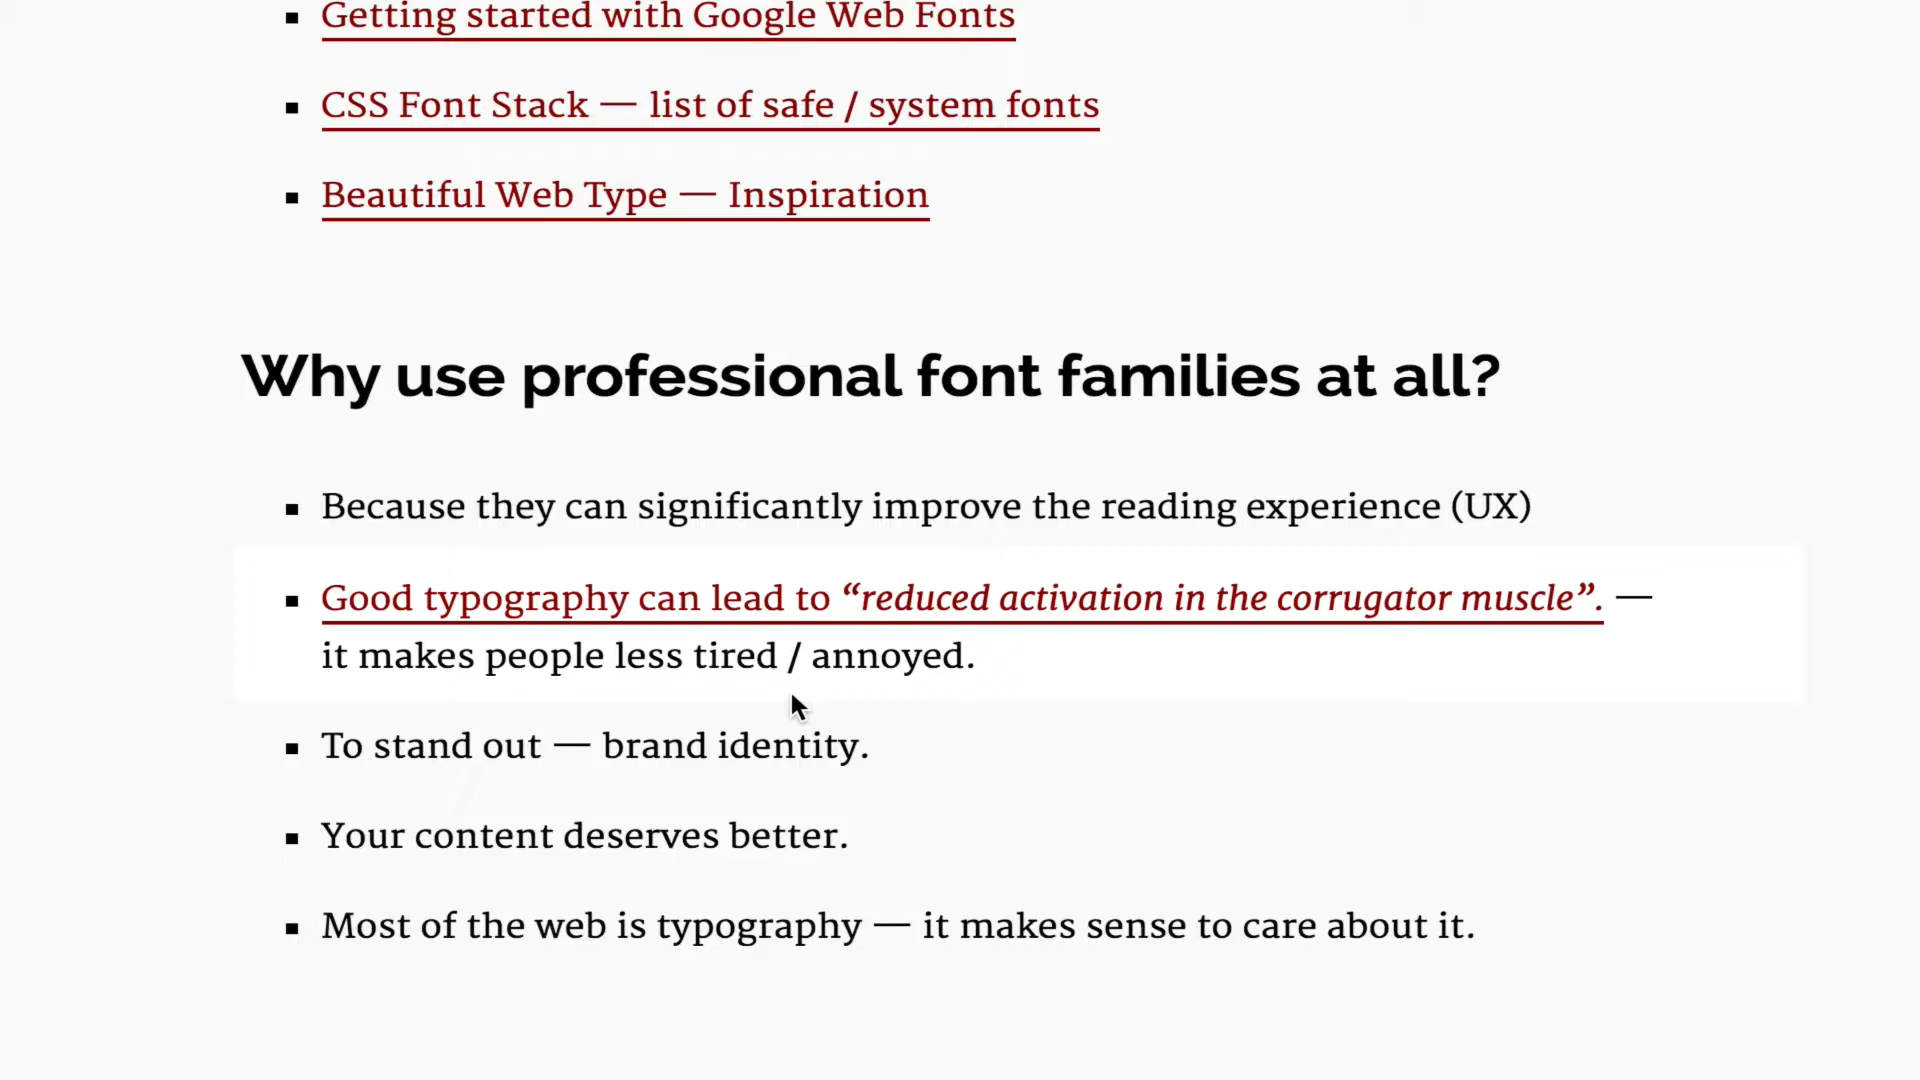 Getting started with Google Web Fonts
CSS Font Stack — list of safe / system fonts
Beautiful Web Type — Inspiration
Why use professional font families at all?
Because they can significantly improve the reading experience (UX)
Good typography can lead to “reduced activation in the corrugator muscle”. —
it makes people less tired / annoyed.
To stand out — brand identity.
Your content deserves better.
Most of the web is typography — it makes sense to care about it.